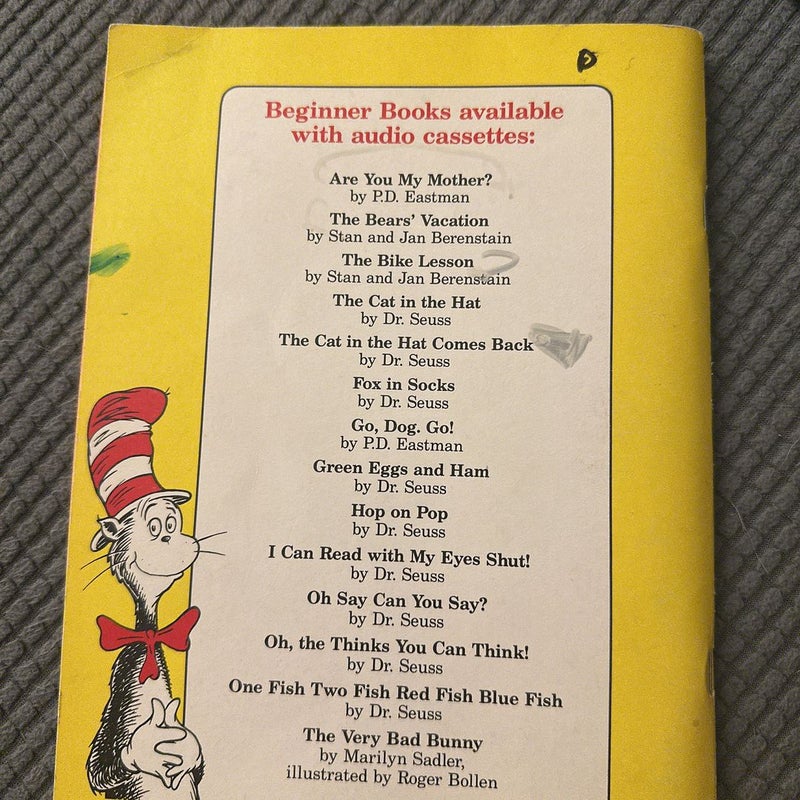 Beginner Books available
with audio cassettes:
Are You My Mother?
by P.D. Eastman
The Bears' Vacation
by Stan and Jan Berenstain
The Bike Lesson
by Stan and Jan Berenstain
The Cat in the Hat
by Dr. Seuss
The Cat in the Hat Comes Back
by Dr. Seuss
Fox in Socks
by Dr. Seuss
Go, Dog. Go!
by P.D. Eastman
Green Eggs and Ham
by Dr. Seuss
Hop on Pop
by Dr. Seuss
I Can Read with My Eyes Shut!
by Dr. Seuss
Oh Say Can You Say?
by Dr. Seuss
Oh, the Thinks You Can Think!
by Dr. Seuss
One Fish Two Fish Red Fish Blue Fish
by Dr. Seuss
The Very Bad Bunny
by Marilyn Sadler,
illustrated by Roger Bollen